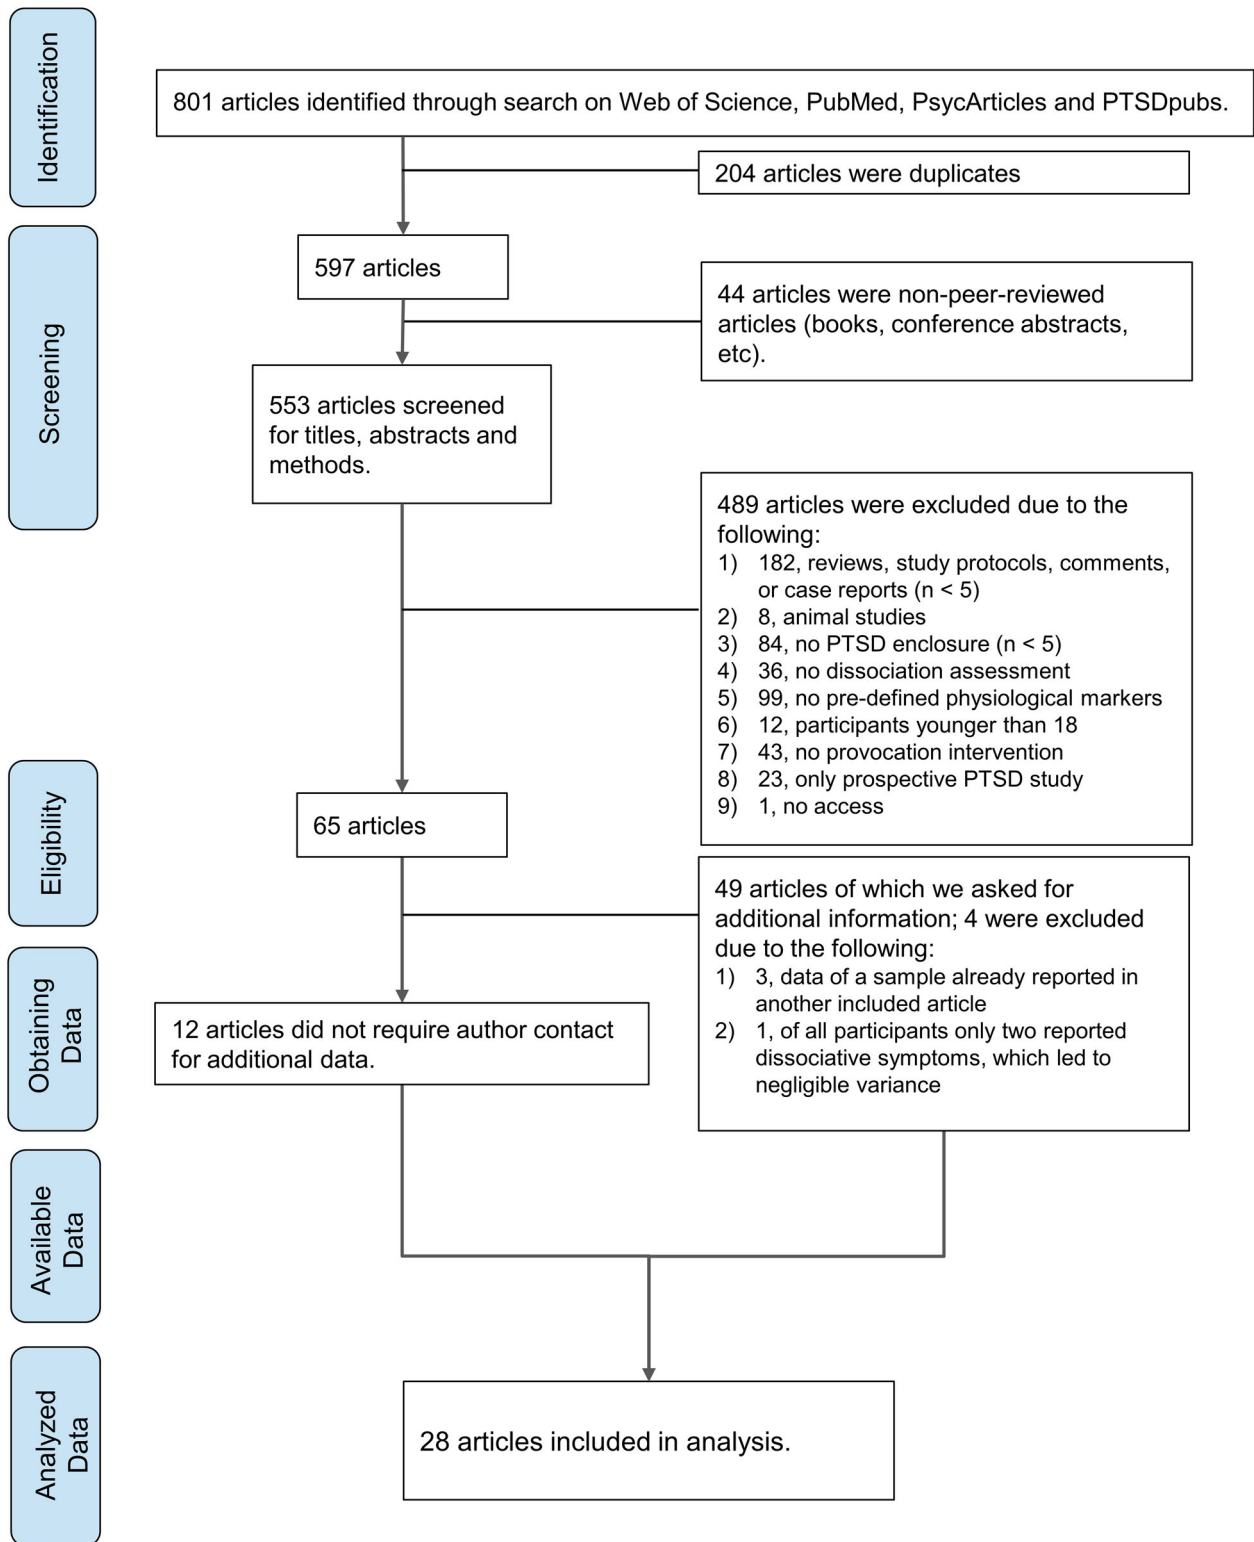 Identification
801 articles identified through search on Web of Science, PubMed, PsycArticles and PTSDpubs.
204 articles were duplicates
Screening
597 articles
44 articles were non-peer-reviewed
articles (books, conference abstracts,
etc).
553 articles screened
for titles, abstracts and
methods.
489 articles were excluded due to the
following:
1) 182, reviews, study protocols, comments,
or case reports (n < 5)
2) 8, animal studies
3) 84, no PTSD enclosure (n < 5)
4) 36, no dissociation assessment
5) 99, no pre-defined physiological markers
6) 12, participants younger than 18
7) 43, no provocation intervention
8) 23, only prospective PTSD study
9) 1, no access
Eligibility
65 articles
49 articles of which we asked for
additional information; 4 were excluded
due to the following:
1) 3, data of a sample already reported in
another included article
2) 1, of all participants only two reported
dissociative symptoms, which led to
negligible variance
Obtaining
Data
12 articles did not require author contact
for additional data.
Available
Data
Analyzed
Data
28 articles included in analysis.